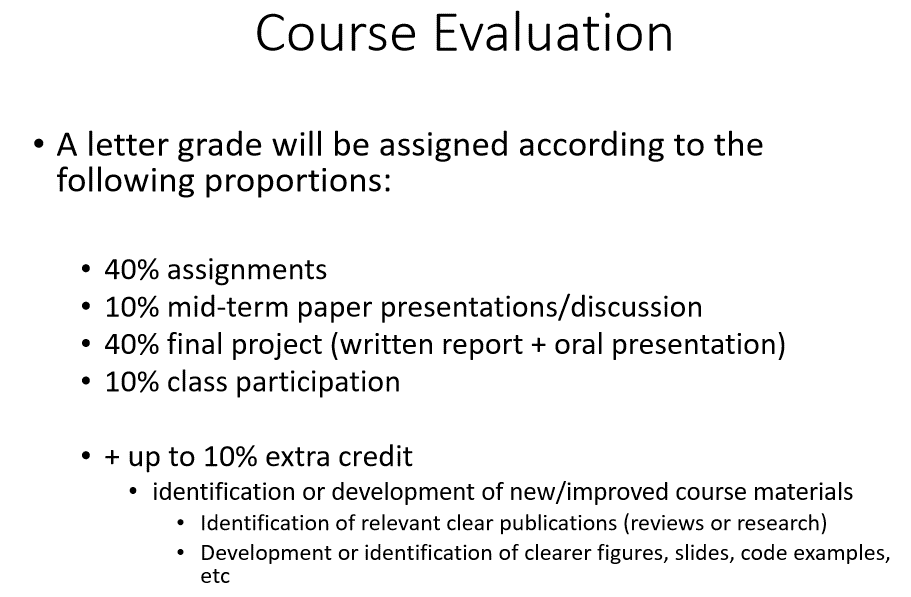 Course Evaluation
• A letter grade will be assigned according to the
following proportions:
• 40% assignments
• 10% mid-term paper presentations/discussion
• 40% final project (written report + oral presentation)
• 10% class participation
• + up to 10% extra credit
• identification or development of new/improved course materials
• Identification of relevant clear publications (reviews or research)
• Development or identification of clearer figures, slides, code examples,
etc